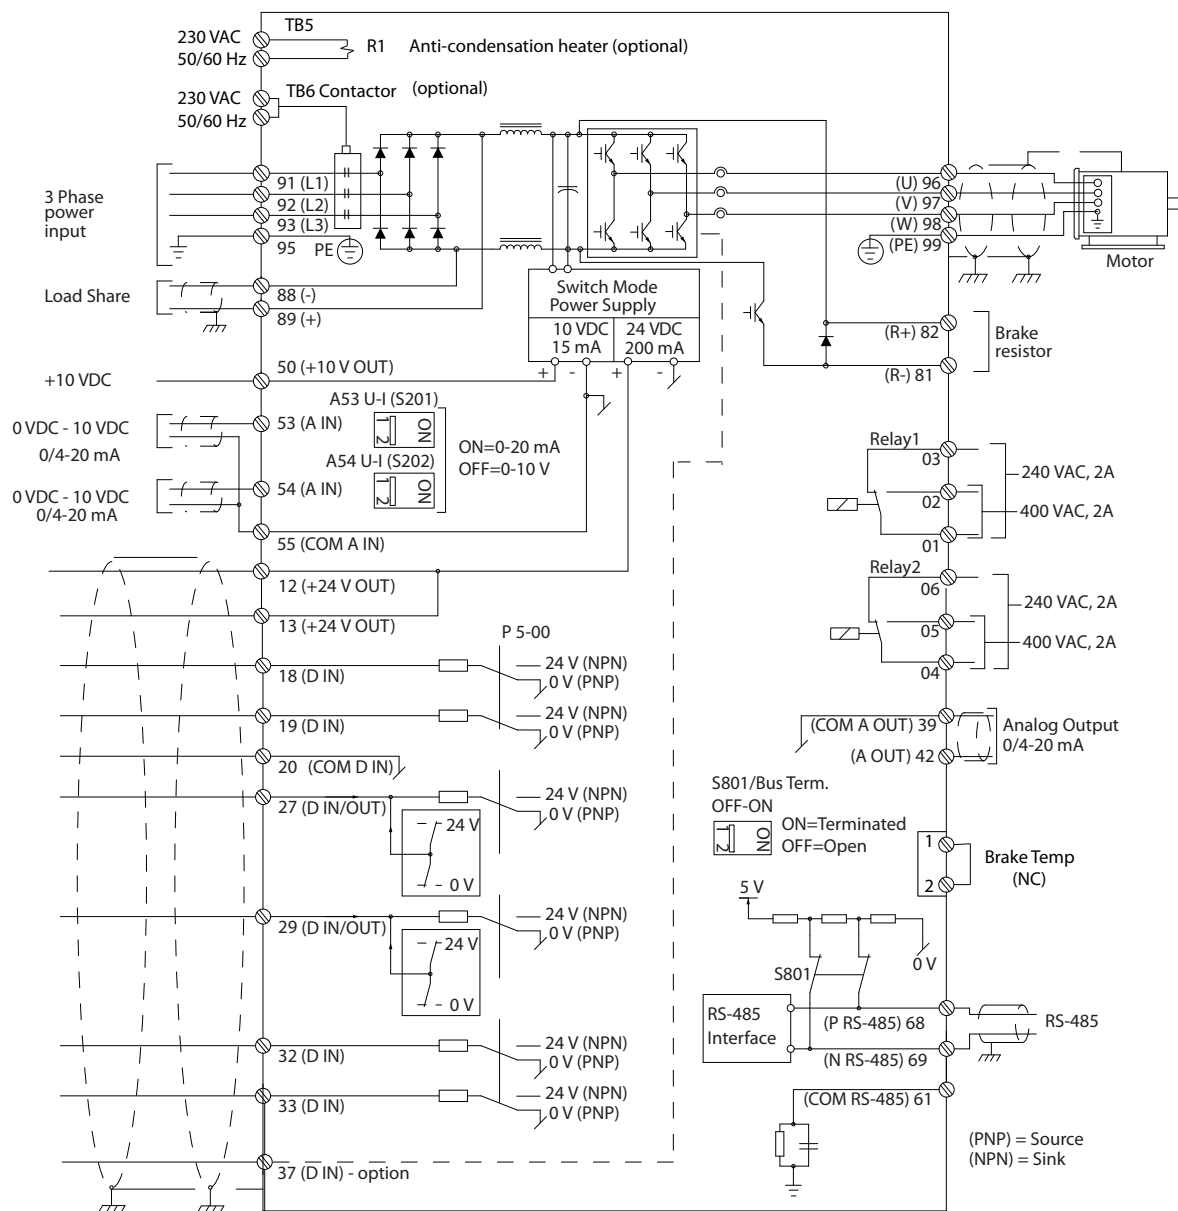 TB5
230 VAC
50/60 Hz
R1
Anti-condensation heater (optional)
230 VAC
50/60 Hz
TB6 Contactor
(optional)
3 Phase
power
input
91 (L1)
92 (L2)
93 (L3)
95
PE
Load Share
88 (-)
89 (+)
Switch Mode
Power Supply
10 VDC
15 mA
24 VDC
200 mA
+
-
+
-
(U) 96
(V) 97
(W) 98
(PE) 99
Motor
(R+) 82
(R-) 81
Brake
resistor
+10 VDC
50 (+10 V OUT)
0 VDC - 10 VDC
0/4-20 mA
53 (A IN)
A53 U-I (S201)
1
2
ON
A54 U-I (S202)
1
2
ON
ON=0-20 mA
OFF=0-10 V
0 VDC - 10 VDC
0/4-20 mA
54 (A IN)
55 (COM A IN)
Relay1
03
02
01
240 VAC, 2A
400 VAC, 2A
Relay2
06
05
04
240 VAC, 2A
400 VAC, 2A
12 (+24 V OUT)
13 (+24 V OUT)
P 5-00
18 (D IN)
24 V (NPN)
0 V (PNP)
19 (D IN)
24 V (NPN)
0 V (PNP)
20 (COM D IN)
27 (D IN/OUT)
24 V (NPN)
0 V (PNP)
24 V
0 V
29 (D IN/OUT)
24 V (NPN)
0 V (PNP)
24 V
0 V
32 (D IN)
24 V (NPN)
0 V (PNP)
33 (D IN)
24 V (NPN)
0 V (PNP)
37 (D IN) - option
(COM A OUT) 39
(A OUT) 42
Analog Output
0/4-20 mA
S801/Bus Term.
OFF-ON
1
2
ON
ON=Terminated
OFF=Open
1
2
Brake Temp
(NC)
5 V
0 V
S801
RS-485
Interface
(P RS-485) 68
(N RS-485) 69
RS-485
(COM RS-485) 61
(PNP) = Source
(NPN) = Sink